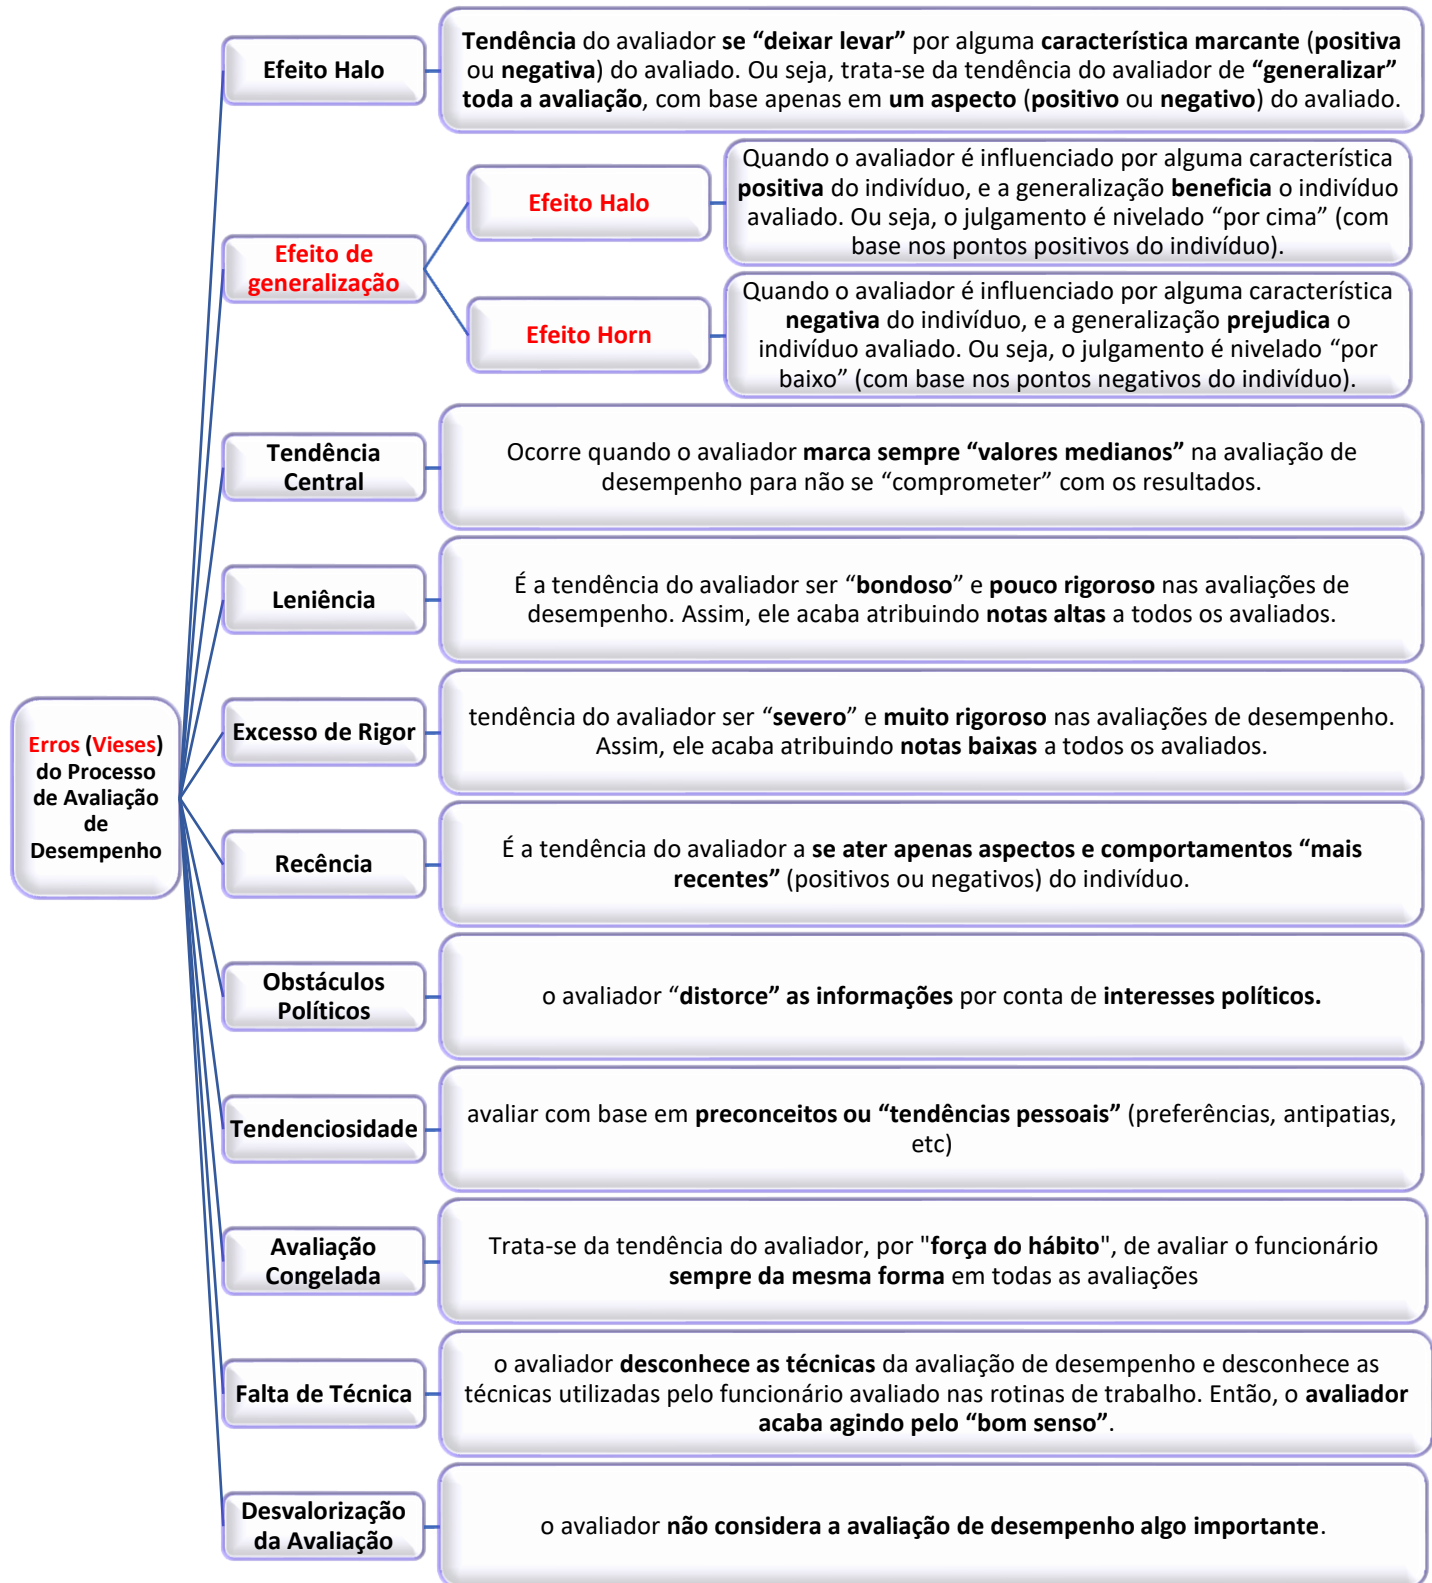 Efeito Halo
Tendência do avaliador se “deixar levar” por alguma característica marcante (positiva
ou negativa) do avaliado. Ou seja, trata-se da tendência do avaliador de “generalizar”
toda a avaliação, com base apenas em um aspecto (positivo ou negativo) do avaliado.
Efeito de
generalização
Efeito Halo
Quando o avaliador é influenciado por alguma característica
positiva do indivíduo, e a generalização beneficia o indivíduo
avaliado. Ou seja, o julgamento é nivelado “por cima” (com
base nos pontos positivos do indivíduo).
Efeito Horn
Quando o avaliador é influenciado por alguma característica
negativa do indivíduo, e a generalização prejudica o
indivíduo avaliado. Ou seja, o julgamento é nivelado “por
baixo” (com base nos pontos negativos do indivíduo).
Tendência
Central
Ocorre quando o avaliador marca sempre “valores medianos” na avaliação de
desempenho para não se “comprometer” com os resultados.
Leniência
É a tendência do avaliador ser “bondoso” e pouco rigoroso nas avaliações de
desempenho. Assim, ele acaba atribuindo notas altas a todos os avaliados.
Erros (Vieses)
do Processo
de Avaliação
de
Desempenho
Excesso de Rigor
tendência do avaliador ser “severo” e muito rigoroso nas avaliações de desempenho.
Assim, ele acaba atribuindo notas baixas a todos os avaliados.
Recência
É a tendência do avaliador a se ater apenas aspectos e comportamentos “mais
recentes” (positivos ou negativos) do indivíduo.
Obstáculos
Políticos
o avaliador “distorce” as informações por conta de interesses políticos.
Tendenciosidade
avaliar com base em preconceitos ou “tendências pessoais” (preferências, antipatias,
etc)
Avaliação
Congelada
Trata-se da tendência do avaliador, por "força do hábito", de avaliar o funcionário
sempre da mesma forma em todas as avaliações
Falta de Técnica
o avaliador desconhece as técnicas da avaliação de desempenho e desconhece as
técnicas utilizadas pelo funcionário avaliado nas rotinas de trabalho. Então, o avaliador
acaba agindo pelo “bom senso”.
Desvalorização
da Avaliação
o avaliador não considera a avaliação de desempenho algo importante.